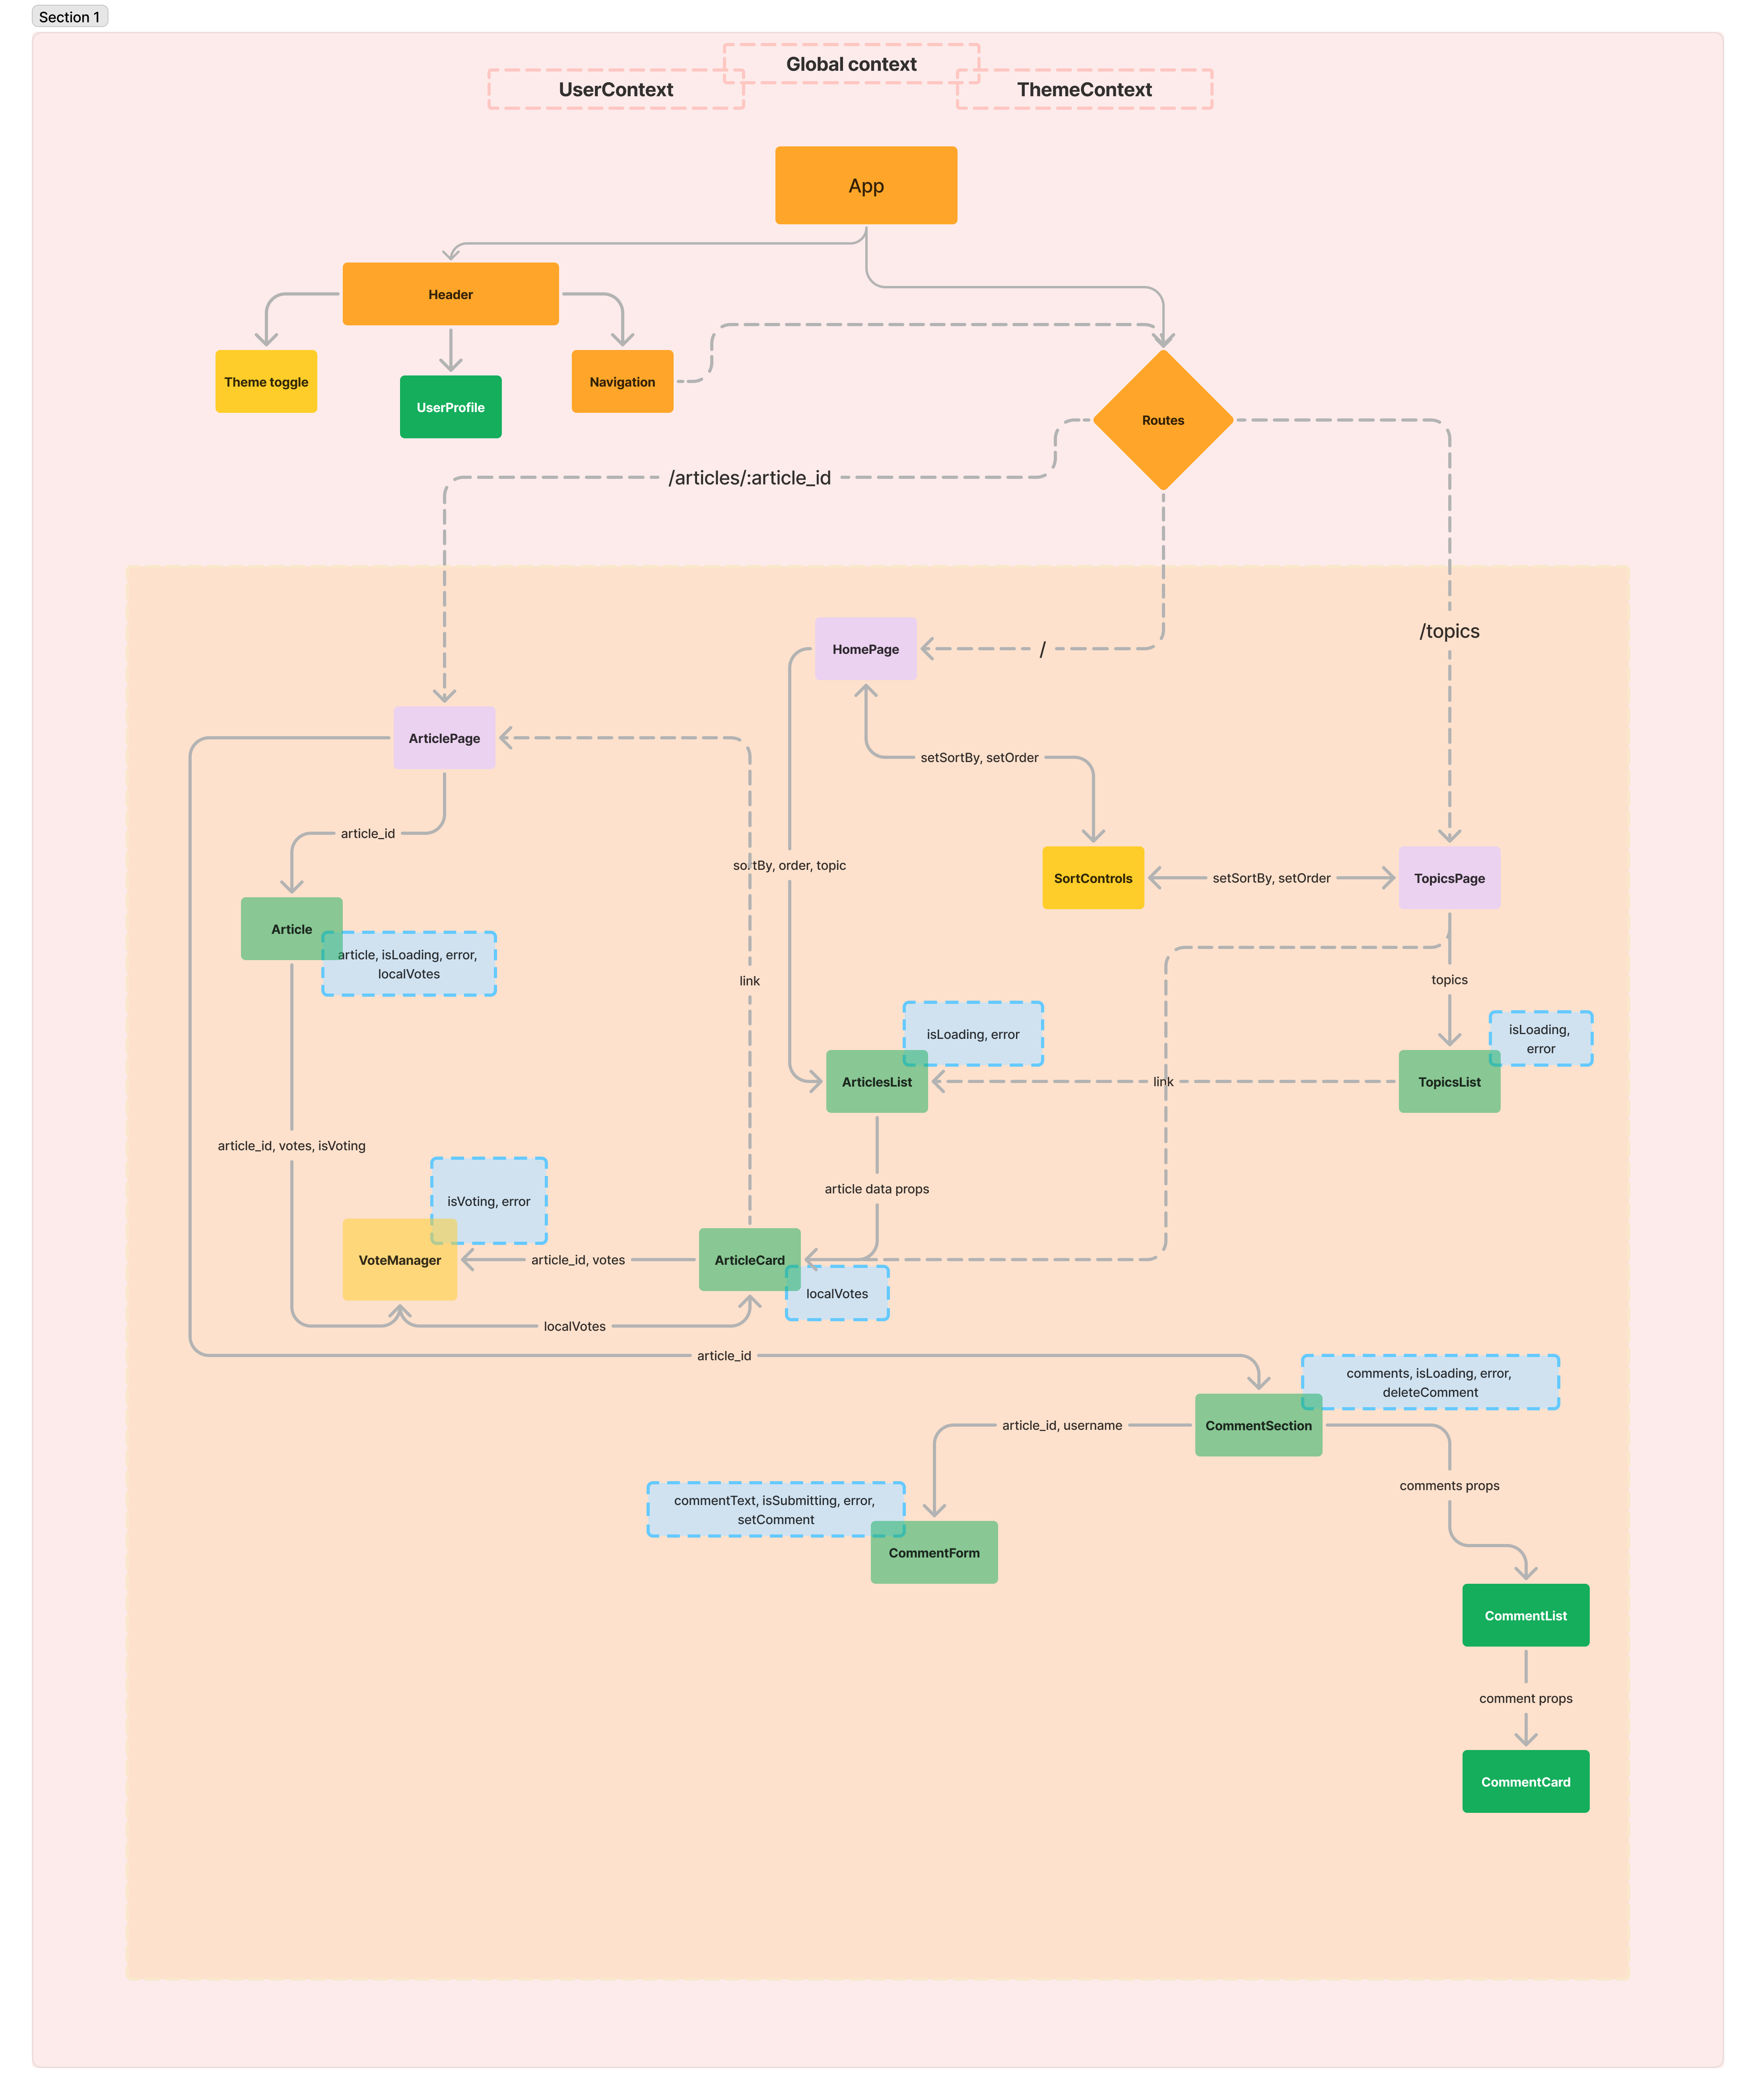 Section 1
Global context
UserContext
ThemeContext
App
Header
Theme toggle
UserProfile
Navigation
Routes
/articles/:article_id
/topics
HomePage
/
ArticlePage
setSortBy, setOrder
article_id
sortBy, order, topic
SortControls
setSortBy, setOrder
TopicsPage
Article
article, isLoading, error,
localVotes
link
topics
isLoading, error
isLoading,
error
ArticlesList
link
TopicsList
article_id, votes, isVoting
article data props
isVoting, error
VoteManager
article_id, votes
ArticleCard
localVotes
localVotes
article_id
comments, isLoading, error,
deleteComment
CommentSection
article_id, username
comments props
commentText, isSubmitting, error,
setComment
CommentForm
CommentList
comment props
CommentCard